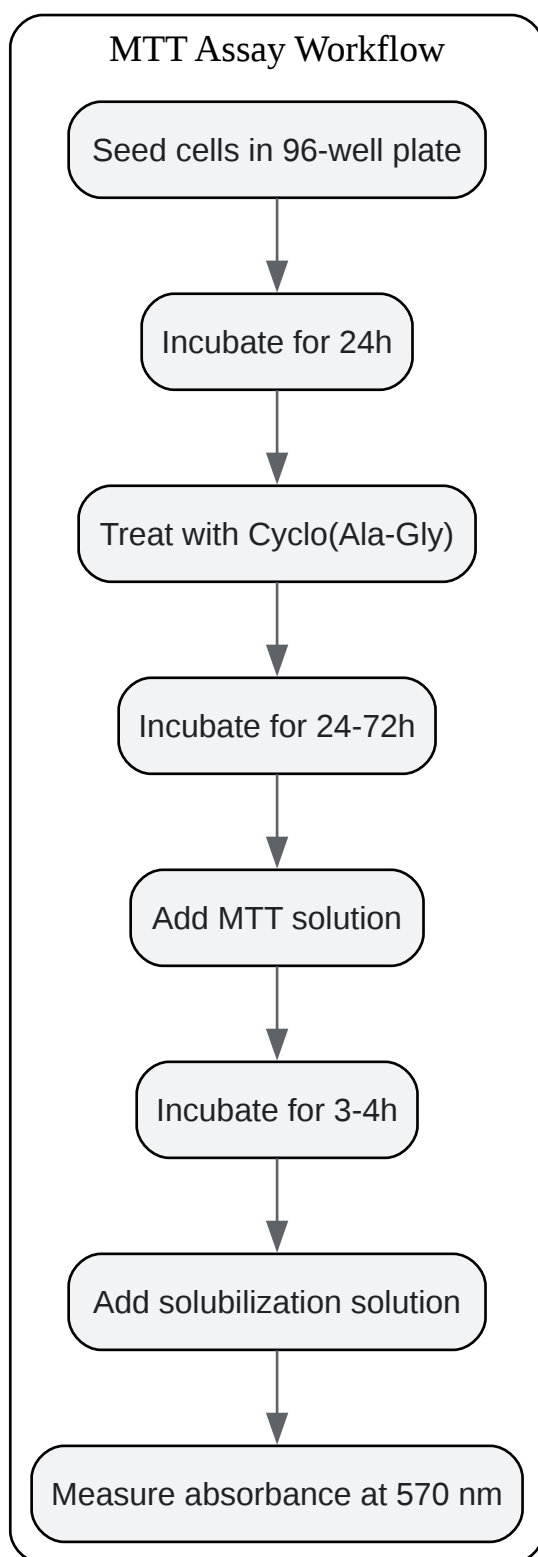 MTT Assay Workflow
Seed cells in 96-well plate
Incubate for 24h
Treat with Cyclo(Ala-Gly)
Incubate for 24-72h
Add MTT solution
Incubate for 3-4h
Add solubilization solution
Measure absorbance at 570 nm